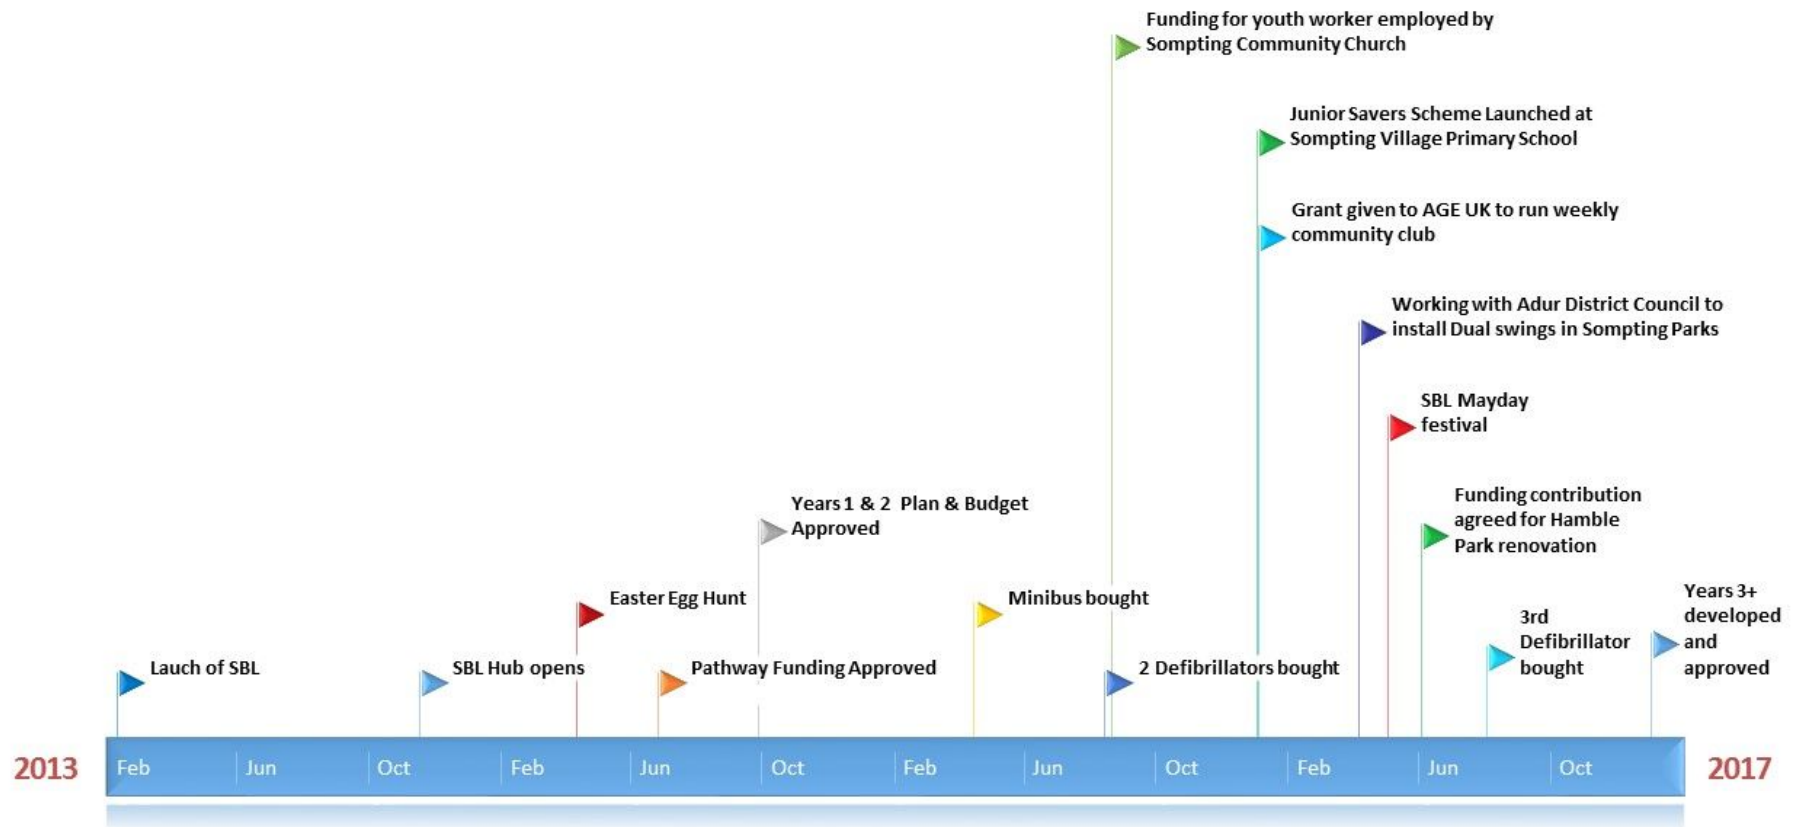 Funding for youth worker employed by
Sompting Community Church
Junior Savers Scheme Launched at
Sompting Village Primary School
Grant given to AGE UK to run weekly
community club
Working with Adur District Council to
install Dual swings in Sompting Parks
SBL Mayday
festival
Years 1 & 2 Plan & Budget
Approved
Funding contribution
agreed for Hamble
Park renovation
Easter Egg Hunt
Minibus bought
Years 3+
developed
and
approved
3rd
Defibrillator
bought
Lauch of SBL
SBL Hub opens
Pathway Funding Approved
2 Defibrillators bought
2013
Feb
Jun
Oct
Feb
Jun
Oct
Feb
Jun
Oct
Feb
Jun
Oct
2017